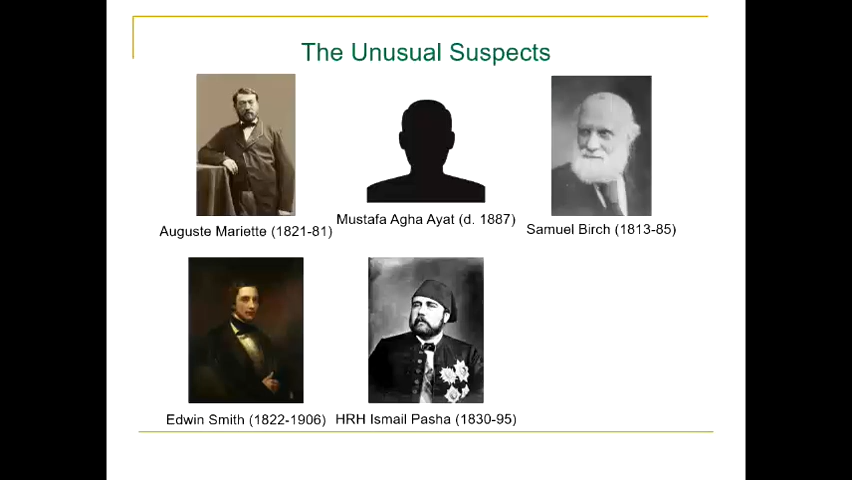 The Unusual Suspects
Auguste Mariette (1821-81)
Mustafa Agha Ayat (d. 1887)
Samuel Birch (1813-85)
Edwin Smith (1822-1906)
HRH Ismail Pasha (1830-95)